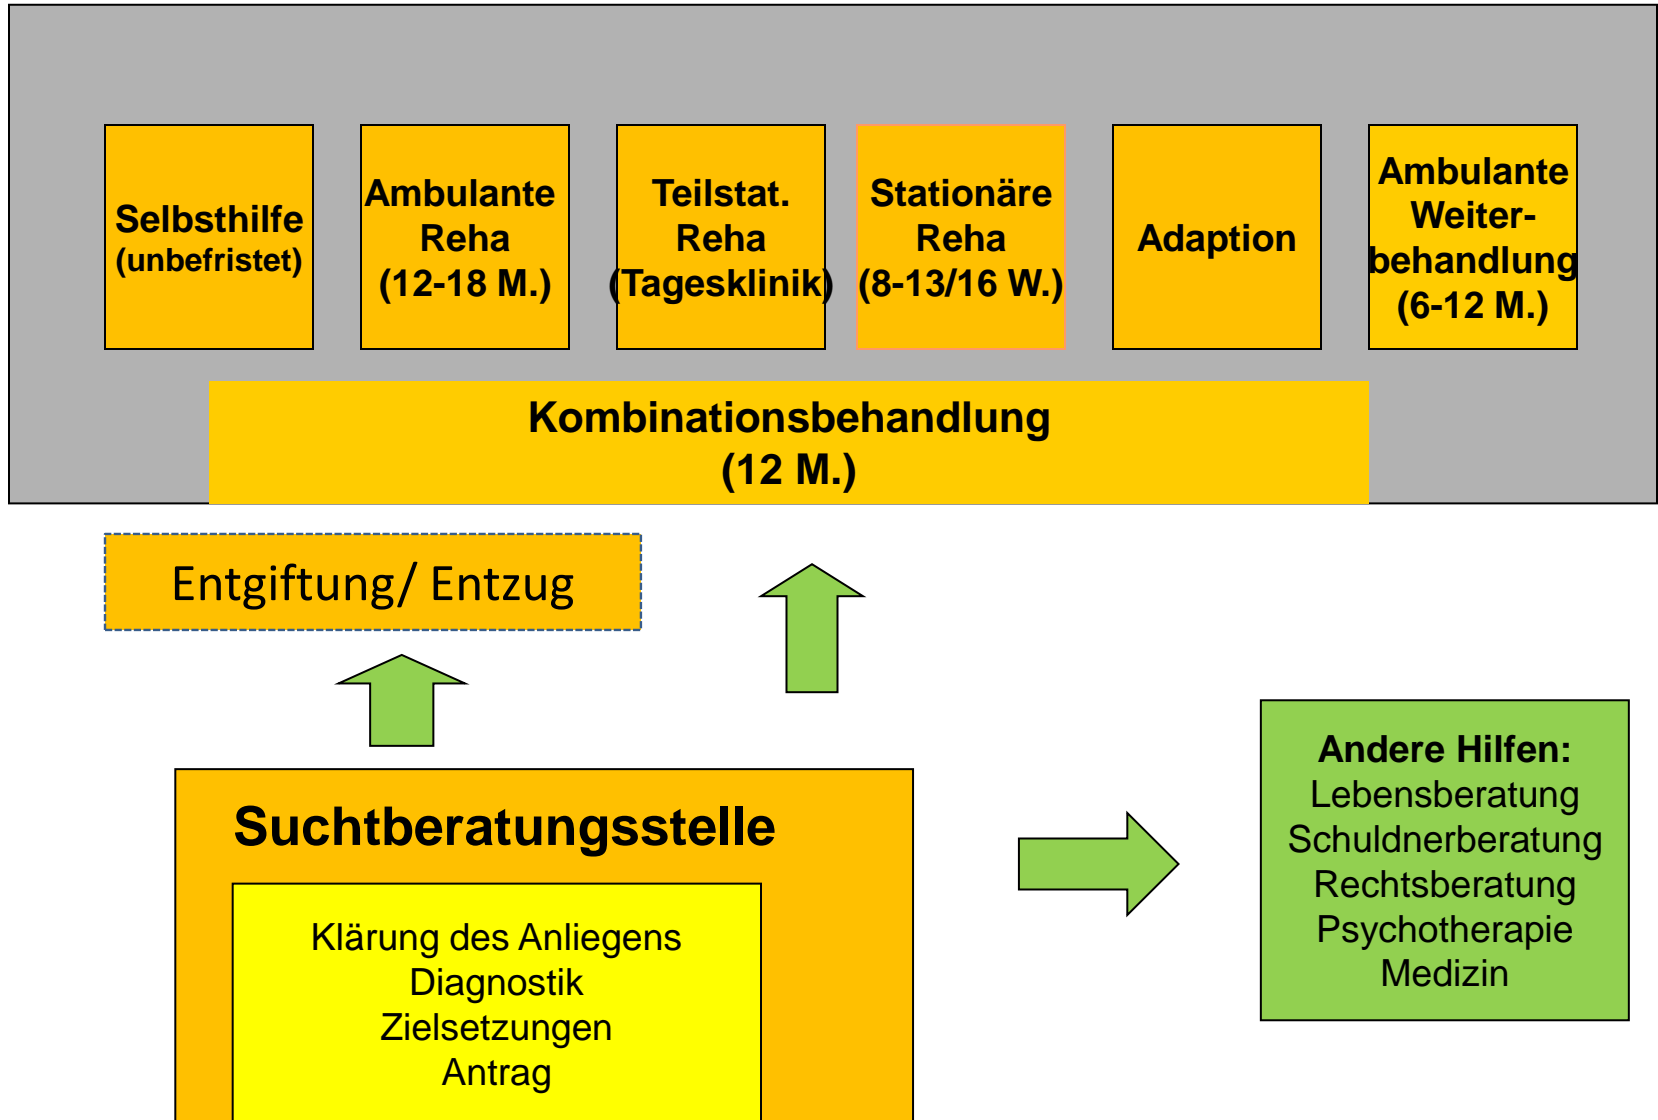 Selbsthilfe
(unbefristet)
Ambulante
Reha
(12-18 M.)
Teilstat.
Reha
(Tagesklinik)
Stationäre
Reha
(8-13/16 W.)
Adaption
Ambulante
Weiter-
behandlung
(6-12 M.)
Kombinationsbehandlung
(12 M.)
Entgiftung/ Entzug
Suchtberatungsstelle
Klärung des Anliegens
Diagnostik
Zielsetzungen
Antrag
Andere Hilfen:
Lebensberatung
Schuldnerberatung
Rechtsberatung
Psychotherapie
Medizin